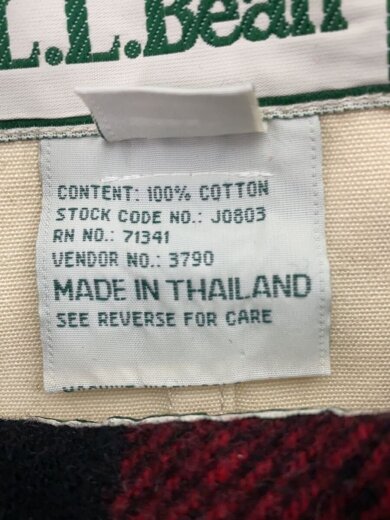 L.L.Bean
CONTENT: 100% COTTON
STOCK CODE NO.: J0803
RN NO.: 71341
VENDOR NO.: 3790
MADE IN THAILAND
SEE REVERSE FOR CARE